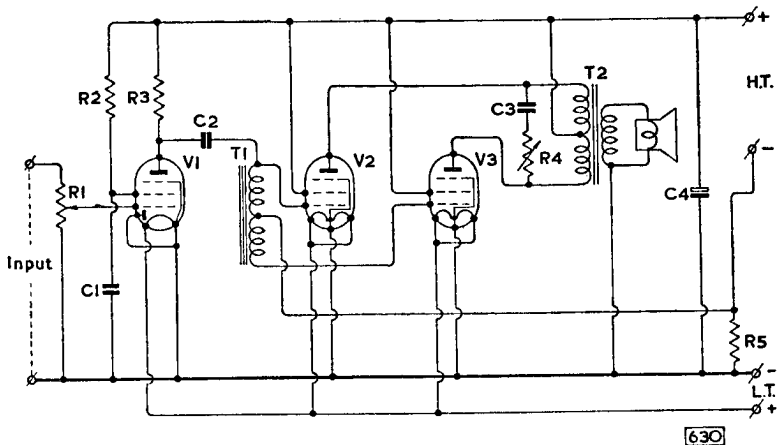 +
H.T.
R2
R3
C2
T1
V1
V2
C3
R4
V3
T2
C4
-
R1
Input
C1
R5
-
L.T.
+
630